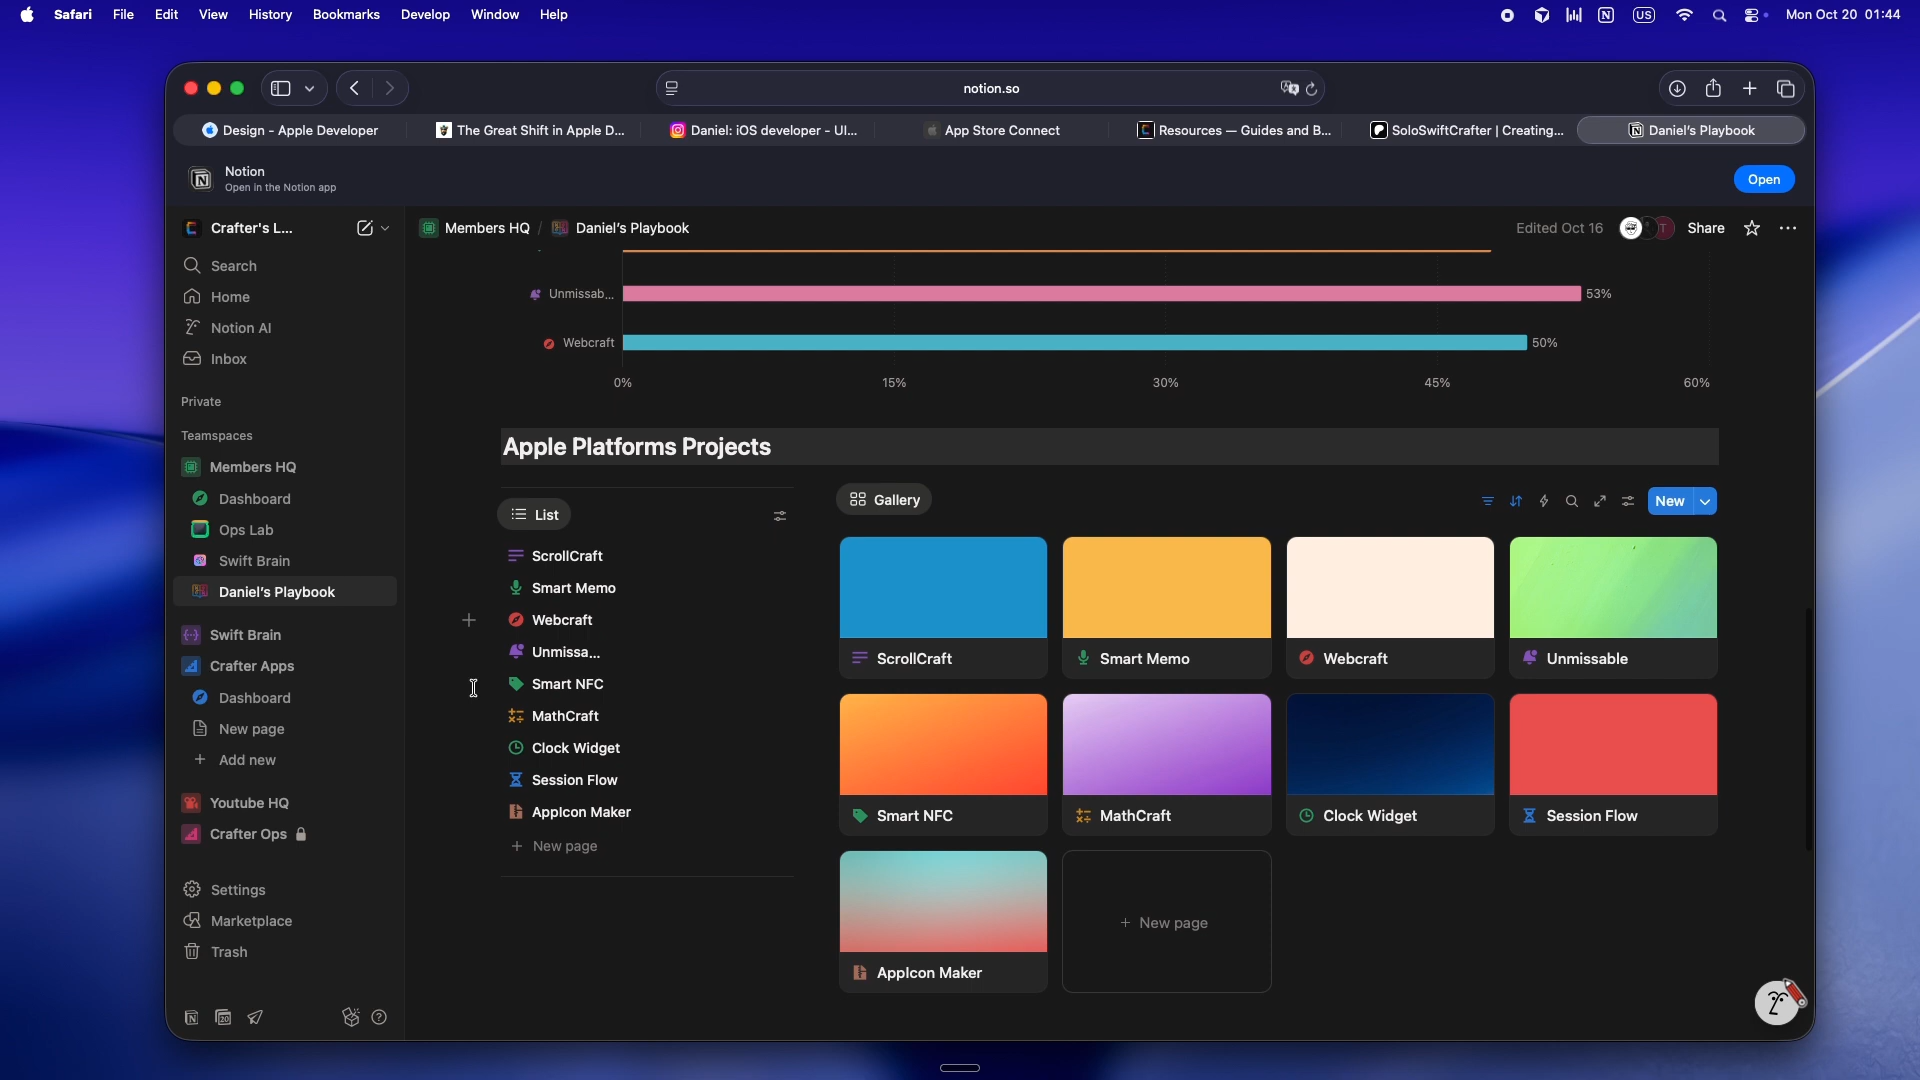 Safari File Edit View History Bookmarks Develop Window Help
US
Mon Oct 20 01:44
notion.so
Design - Apple Developer
The Great Shift in Apple D...
Daniel: iOS developer - UI...
App Store Connect
Resources — Guides and B...
SoloSwiftCrafter | Creating...
Daniel's Playbook
Notion
Open in the Notion app
Open
Crafter's L...
Search
Home
Notion AI
Inbox
Private
Teamspaces
Members HQ
Dashboard
Ops Lab
Swift Brain
Daniel's Playbook
Swift Brain
Crafter Apps
Dashboard
New page
Add new
Youtube HQ
Crafter Ops
Settings
Marketplace
Trash
Members HQ / Daniel's Playbook
Edited Oct 16
T
Share
Unmissab... 53%
Webcraft 50%
0% 15% 30% 45% 60%
Apple Platforms Projects
List
ScrollCraft
Smart Memo
Webcraft
Unmissa...
Smart NFC
MathCraft
Clock Widget
Session Flow
AppIcon Maker
+ New page
Gallery
New
ScrollCraft
Smart Memo
Webcraft
Unmissable
Smart NFC
MathCraft
Clock Widget
Session Flow
AppIcon Maker
+ New page